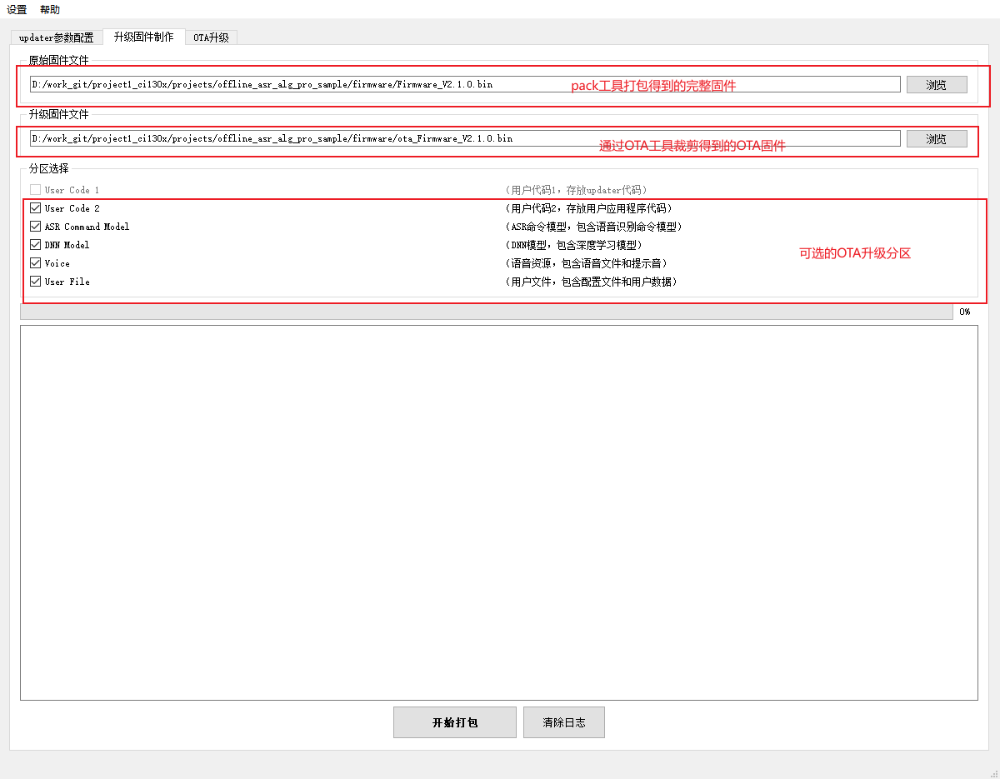 设置 帮助
updater参数配置 升级固件制作 OTA升级
原始固件文件
D:/work_git/project1_ci130x/projects/offline_asr_alg_pro_sample/firmware/Firmware_V2.1.0.bin pack工具打包得到的完整固件 浏览
升级固件文件
D:/work_git/project1_ci130x/projects/offline_asr_alg_pro_sample/firmware/ota_Firmware_V2.1.0.bin 浏览
通过OTA工具裁剪得到的OTA固件
分区选择
User Code 1 (用户代码1，存放updater代码)
User Code 2 (用户代码2，存放用户应用程序代码)
ASR Command Model (ASR命令模型，包含语音识别命令模型)
DNN Model (DNN模型，包含深度学习模型)
可选的OTA升级分区
Voice (语音资源，包含语音文件和提示音)
User File (用户文件，包含配置文件和用户数据)
0%
开始打包 清除日志